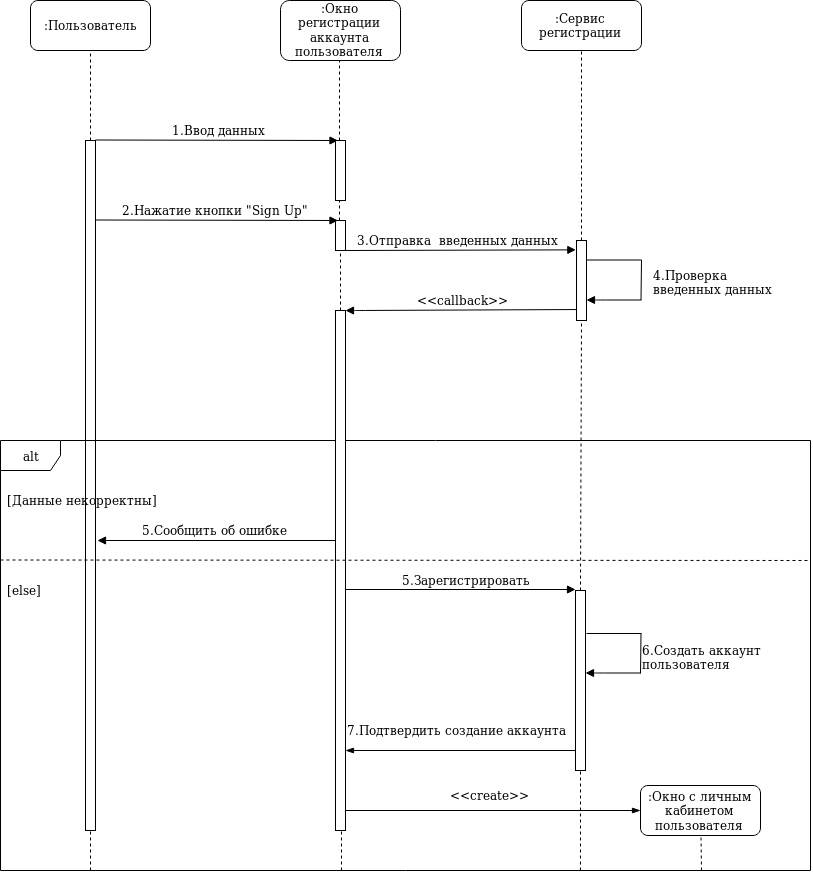 :Пользователь
:Окно
регистрации
аккаунта
пользователя
:Сервис
регистрации
1.Ввод данных
2.Нажатие кнопки "Sign Up"
3.Отправка  введенных данных
4.Проверка
введенных данных
<<callback>>
alt
[Данные некорректны]
5.Сообщить об ошибке
[else]
5.Зарегистрировать
6.Создать аккаунт
пользователя
7.Подтвердить создание аккаунта
<<create>>
:Окно с личным
кабинетом
пользователя